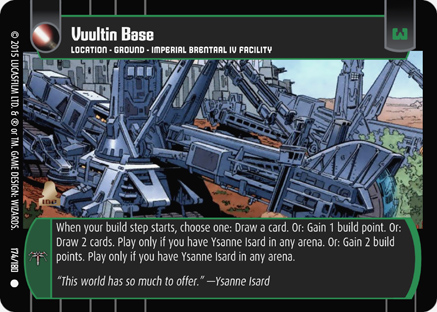 Vuultin Base
LOCATION - GROUND - IMPERIAL BRENTAAL IV FACILITY
When your build step starts, choose one: Draw a card. Or: Gain 1 build point. Or:
Draw 2 cards. Play only if you have Ysanne Isard in any arena. Or: Gain 2 build
points. Play only if you have Ysanne Isard in any arena.
“This world has so much to offer.” —Ysanne Isard
© 2015 LUCASFILM LTD. & ® or TM. GAME DESIGN: WIZARDS.
174/180